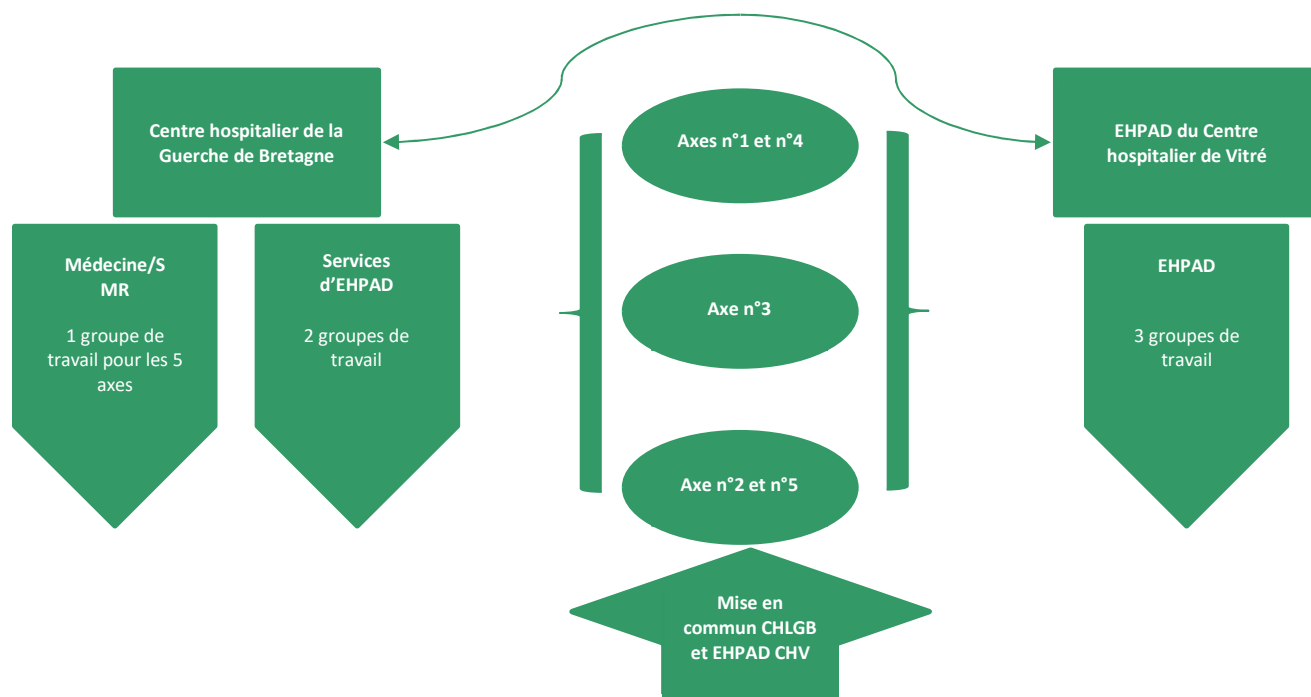 Centre hospitalier de la
Guerche de Bretagne
Médecine/S
MR
1 groupe de
travail pour les 5
axes
Services
d’EHPAD
2 groupes de
travail
Axes n°1 et n°4
Axe n°3
Axe n°2 et n°5
Mise en
commun CHLGB
et EHPAD CHV
EHPAD du Centre
hospitalier de Vitré
EHPAD
3 groupes de
travail